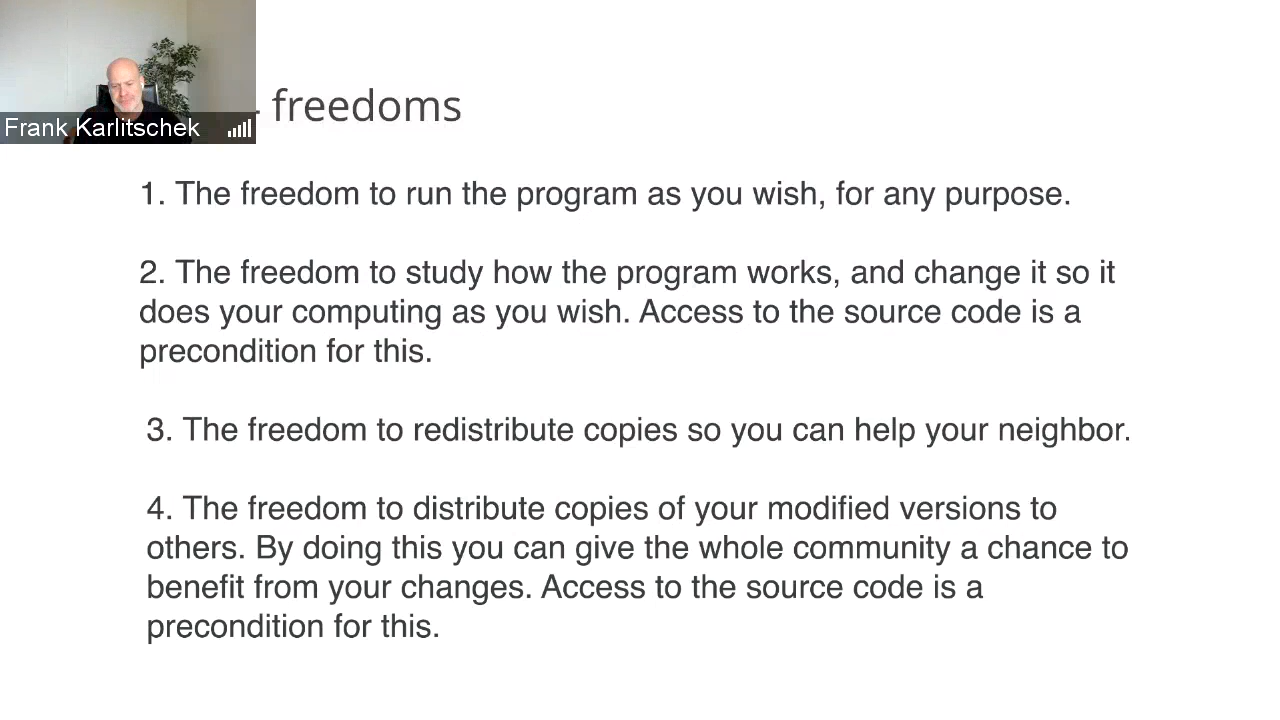 freedoms
Frank Karlitschek
1. The freedom to run the program as you wish, for any purpose.
2. The freedom to study how the program works, and change it so it
does your computing as you wish. Access to the source code is a
precondition for this.
3. The freedom to redistribute copies so you can help your neighbor.
4. The freedom to distribute copies of your modified versions to
others. By doing this you can give the whole community a chance to
benefit from your changes. Access to the source code is a
precondition for this.